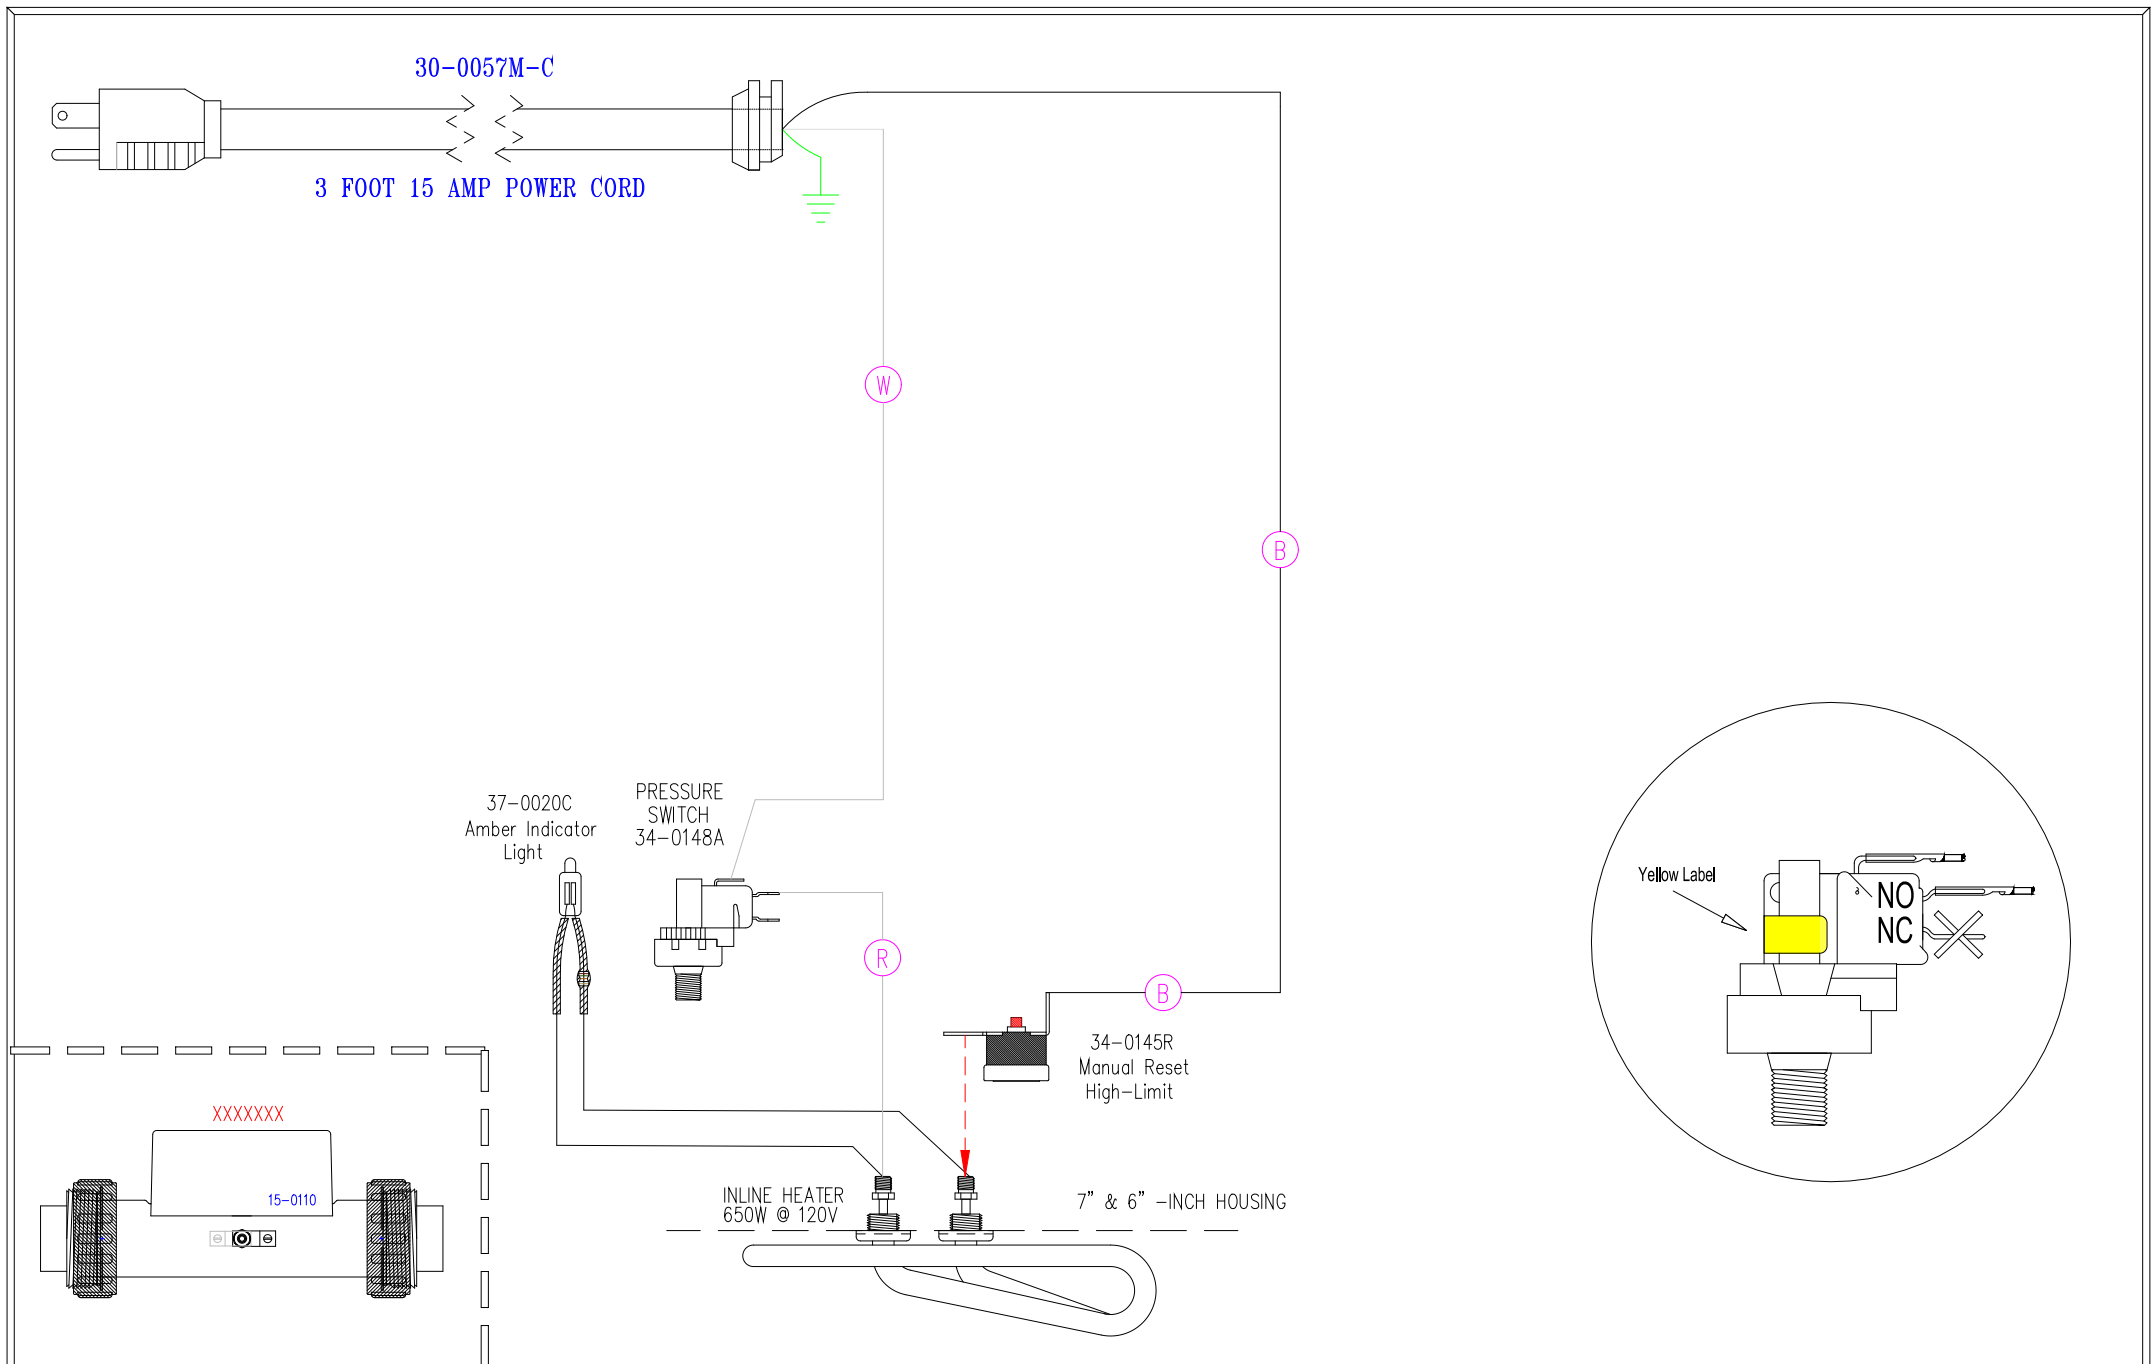 30-0057M-C
3 FOOT 15 AMP POWER CORD
W
B
37-0020C
Amber Indicator
Light
PRESSURE
SWITCH
34-0148A
R
B
34-0145R
Manual Reset
High-Limit
Yellow Label
NO
NC
XXXXXXX
15-0110
INLINE HEATER
650W @ 120V
7” & 6” -INCH HOUSING